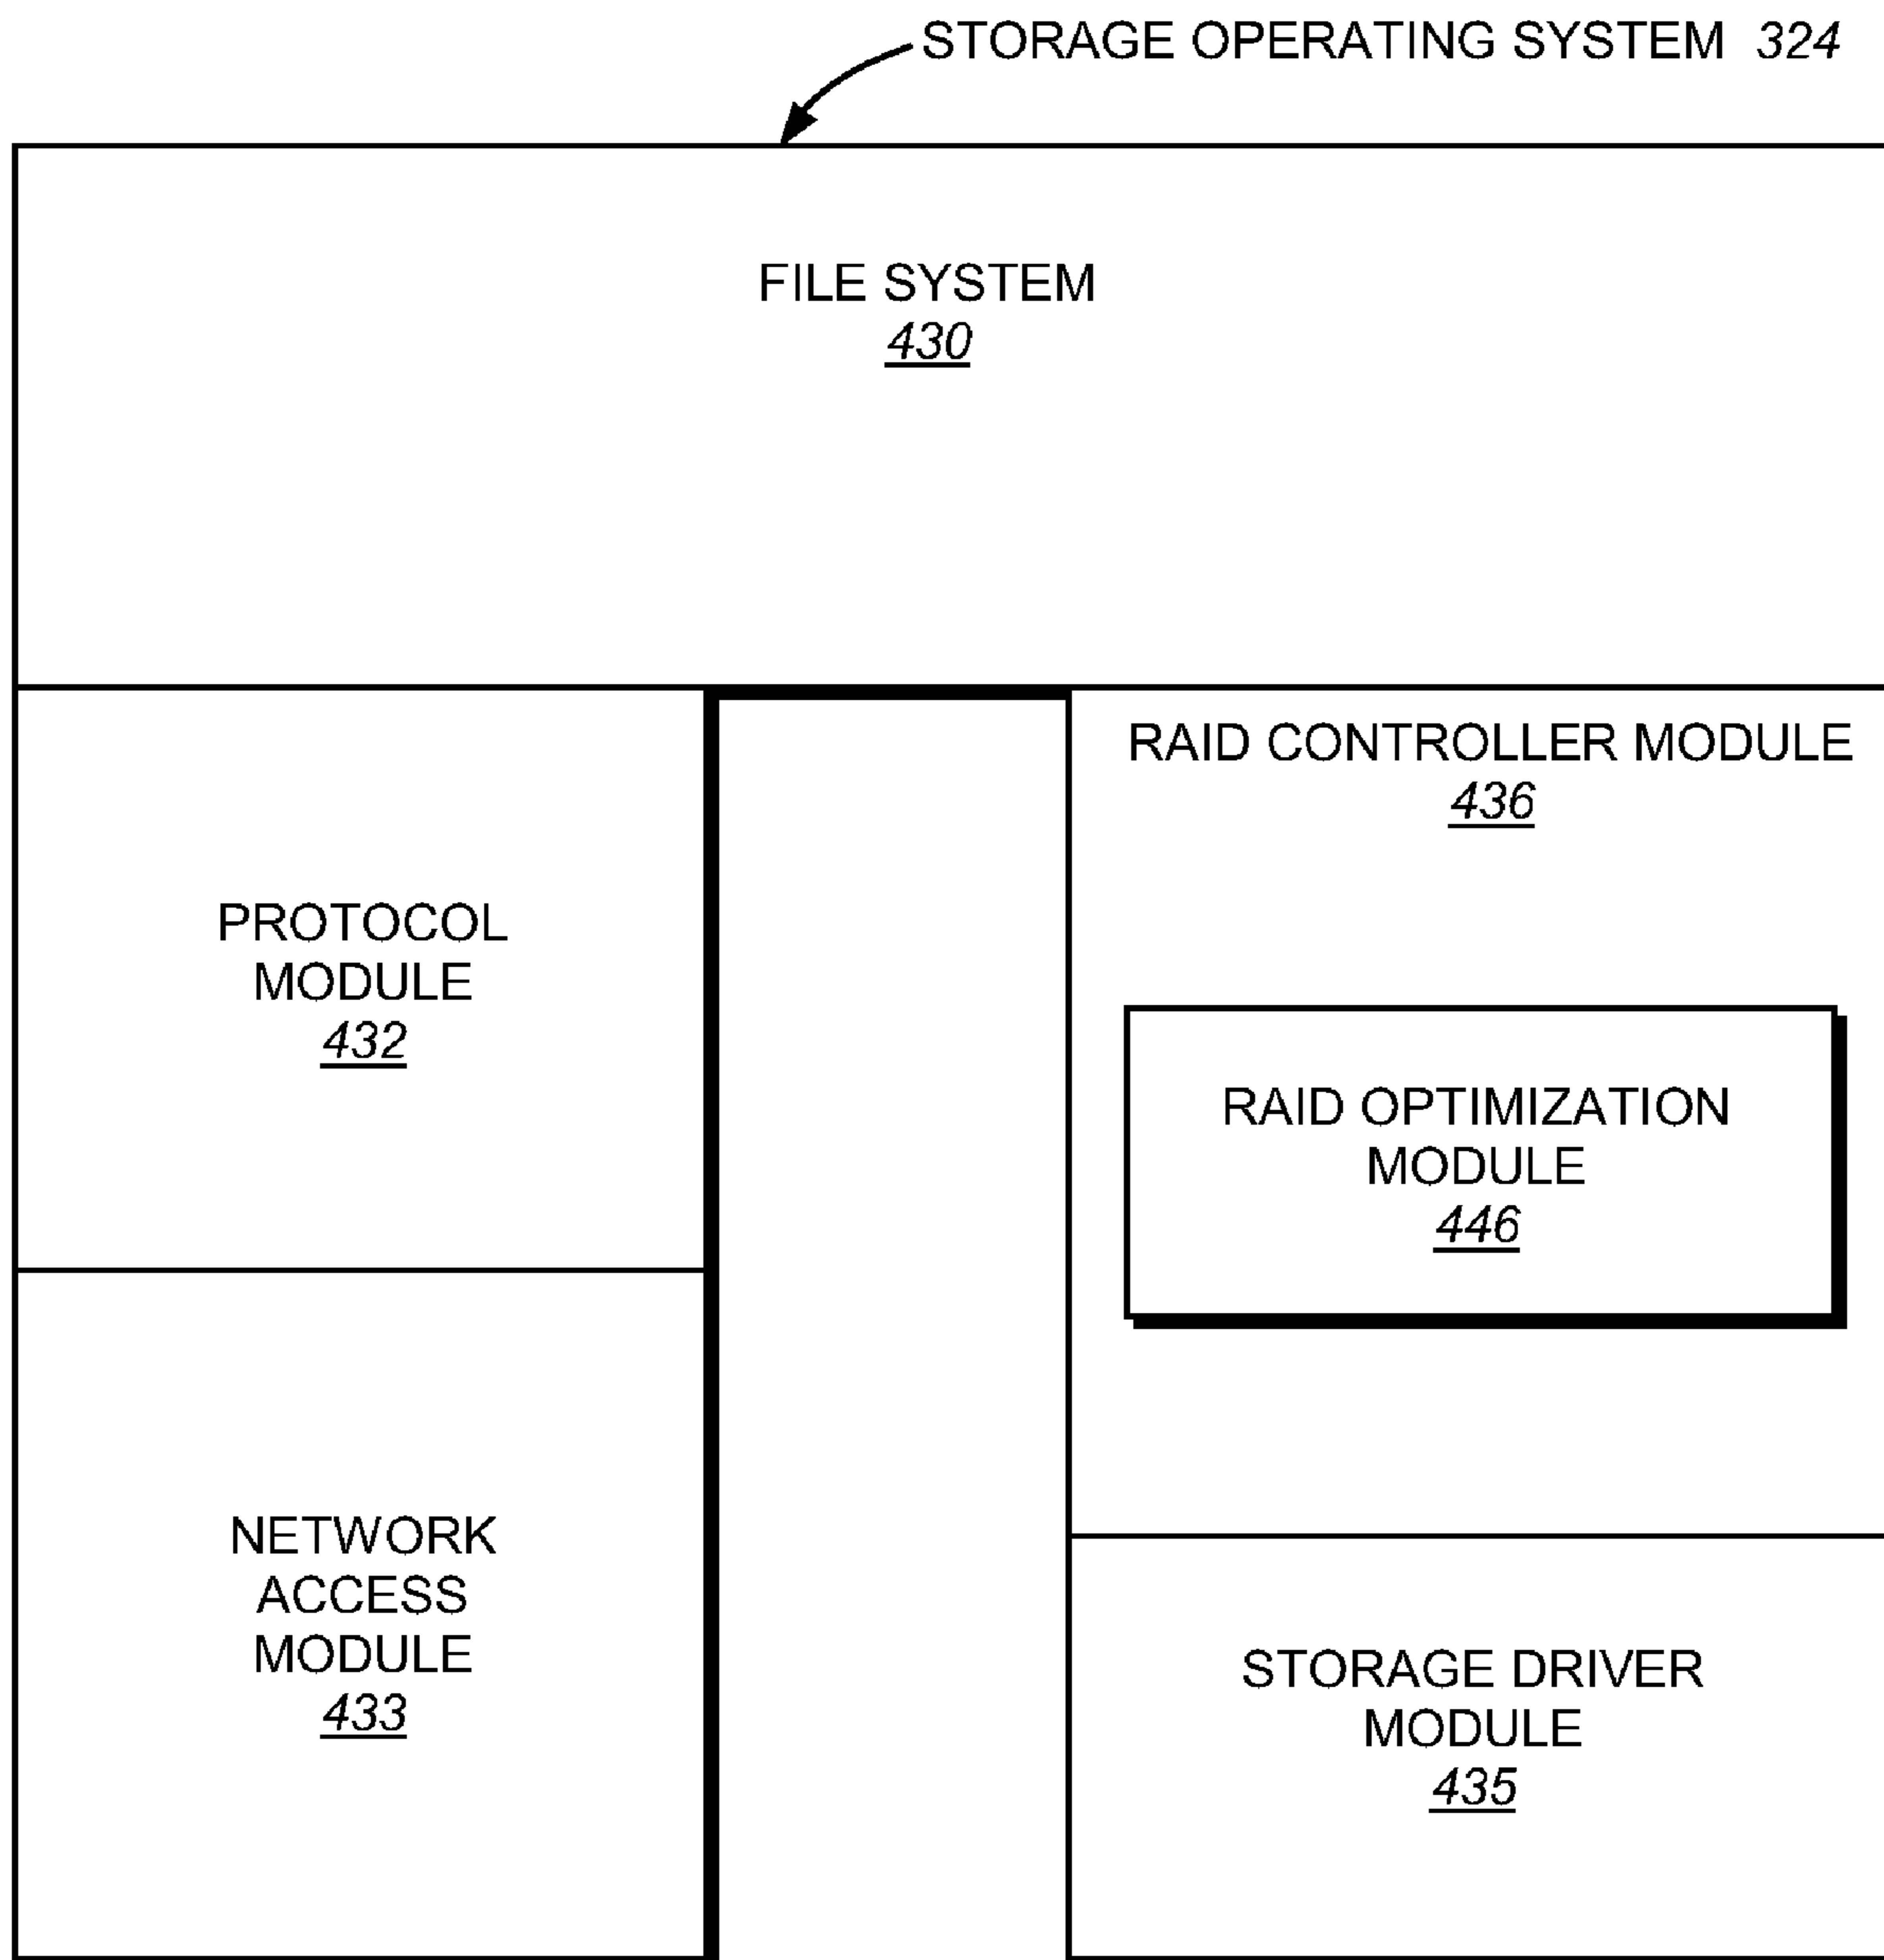 STORAGE OPERATING SYSTEM 324
FILE SYSTEM
430
PROTOCOL
MODULE
432
NETWORK
ACCESS
MODULE
433
RAID CONTROLLER MODULE
436
RAID OPTIMIZATION
MODULE
446
STORAGE DRIVER
MODULE
435